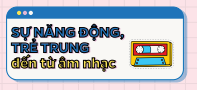 SỰ NĂNG ĐỘNG,
TRẺ TRUNG
đến từ âm nhạc